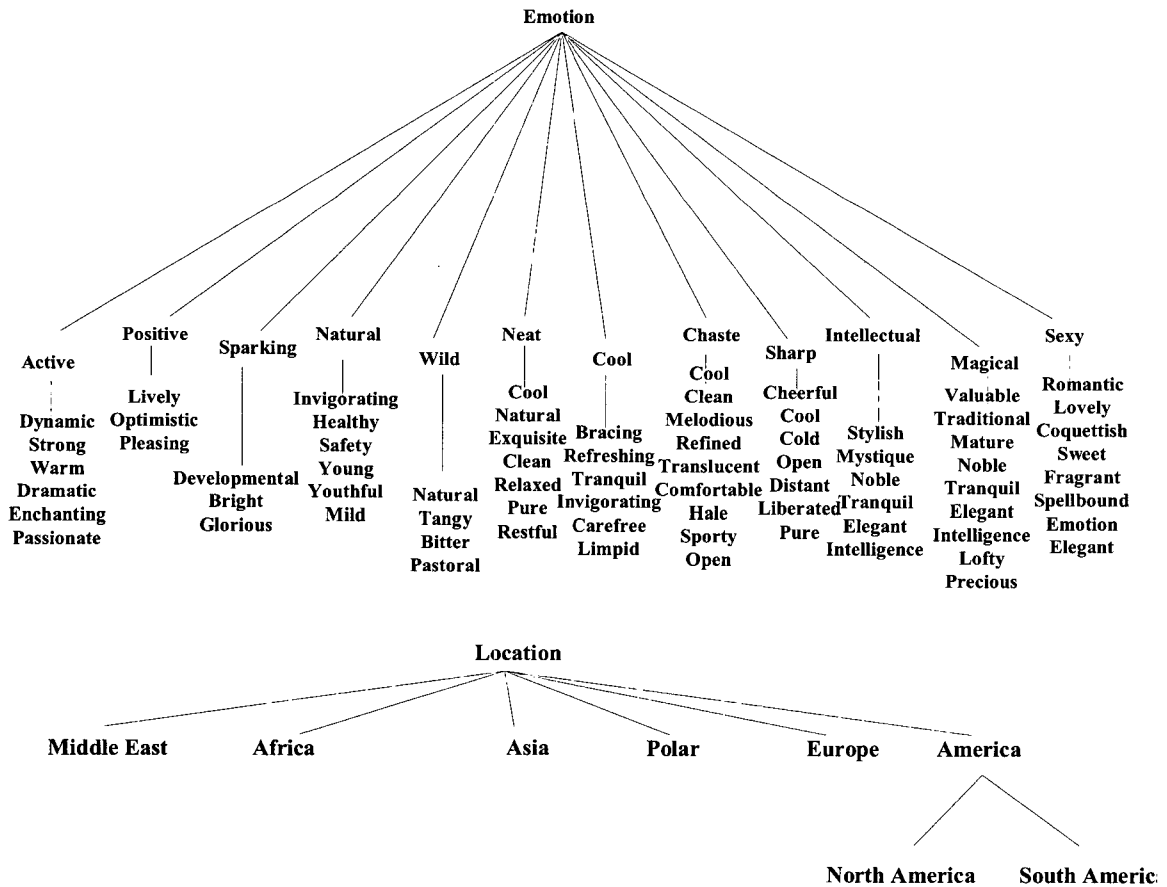 Emotion
Active
Dynamic
Strong
Warm
Dramatic
Enchanting
Passionate
Positive
Lively
Optimistic
Pleasing
Sparking
Developmental
Bright
Glorious
Natural
Invigorating
Healthy
Safety
Young
Youthful
Mild
Wild
Natural
Tangy
Bitter
Pastoral
Neat
Cool
Natural
Exquisite
Clean
Relaxed
Pure
Restful
Cool
Bracing
Refreshing
Tranquil
Invigorating
Carefree
Limpid
Chaste
Cool
Clean
Melodious
Refined
Translucent
Comfortable
Hale
Sporty
Open
Sharp
Cheerful
Cool
Cold
Open
Distant
Liberated
Pure
Intellectual
Stylish
Mystique
Noble
Tranquil
Elegant
Intelligence
Magical
Valuable
Traditional
Mature
Noble
Tranquil
Elegant
Intelligence
Lofty
Precious
Sexy
Romantic
Lovely
Coquettish
Sweet
Fragrant
Spellbound
Emotion
Elegant
Location
Middle East
Africa
Asia
Polar
Europe
America
North America
South Americ